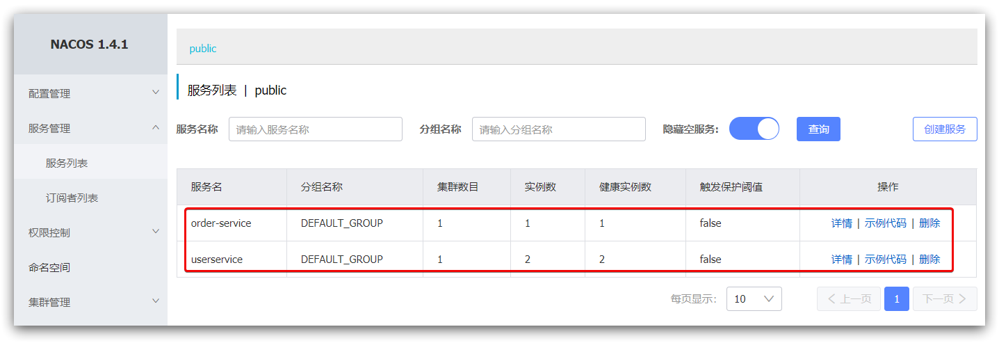 NACOS 1.4.1
配置管理
服务管理
服务列表
订阅者列表
权限控制
命名空间
集群管理
public
服务列表 | public
服务名称 请输入服务名称 分组名称 请输入分组名称 隐藏空服务: 查询 创建服务
服务名 分组名称 集群数目 实例数 健康实例数 触发保护阈值 操作
order-service DEFAULT_GROUP 1 1 1 false 详情 | 示例代码 | 删除
userservice DEFAULT_GROUP 1 2 2 false 详情 | 示例代码 | 删除
每页显示: 10 上一页 1 下一页